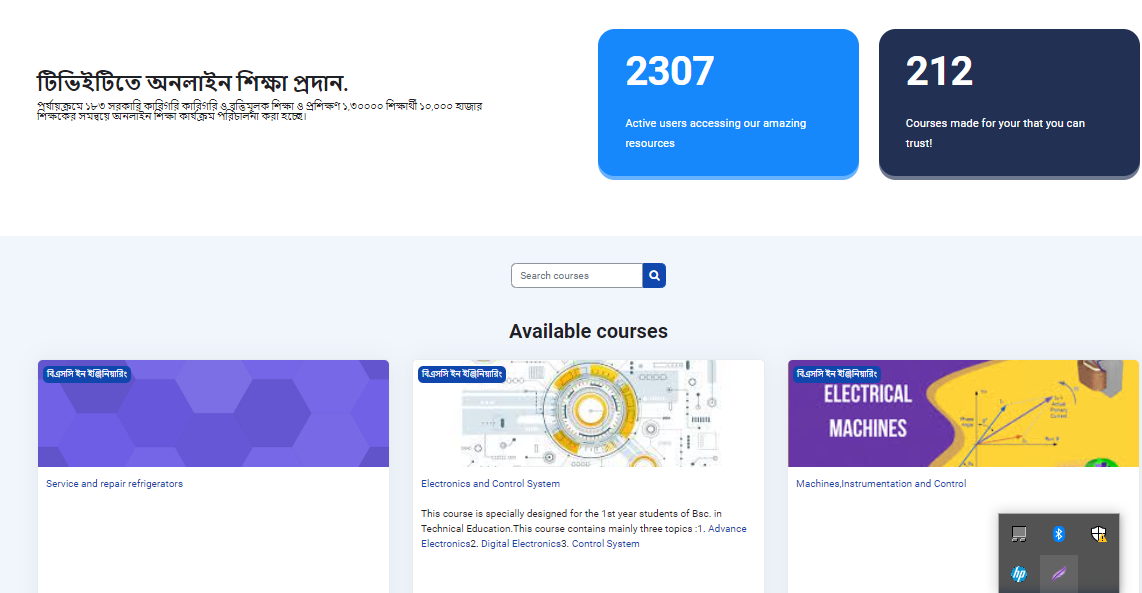 টিভিইটিতে অনলাইন শিক্ষা প্রদান.
পর্যায়ক্রমে ১৮৩ সরকারি কারিগরি কারিগরি ও বৃত্তিমূলক শিক্ষা ও প্রশিক্ষণ ১,৩০০০০ শিক্ষার্থী ১০,০০০ হাজার
শিক্ষকের সমন্বয়ে অনলাইন শিক্ষা কার্যক্রম পরিচালনা করা হচ্ছে।
2307
Active users accessing our amazing
resources
212
Courses made for your that you can
trust!
Search courses
Available courses
বিএসসি ইন ইঞ্জিনিয়ারিং
Service and repair refrigerators
বিএসসি ইন ইঞ্জিনিয়ারিং
Electronics and Control System
This course is specially designed for the 1st year students of Bsc. in
Technical Education.This course contains mainly three topics :1. Advance
Electronics2. Digital Electronics3. Control System
বিএসসি ইন ইঞ্জিনিয়ারিং
ELECTRICAL
MACHINES
Machines,Instrumentation and Control
hp